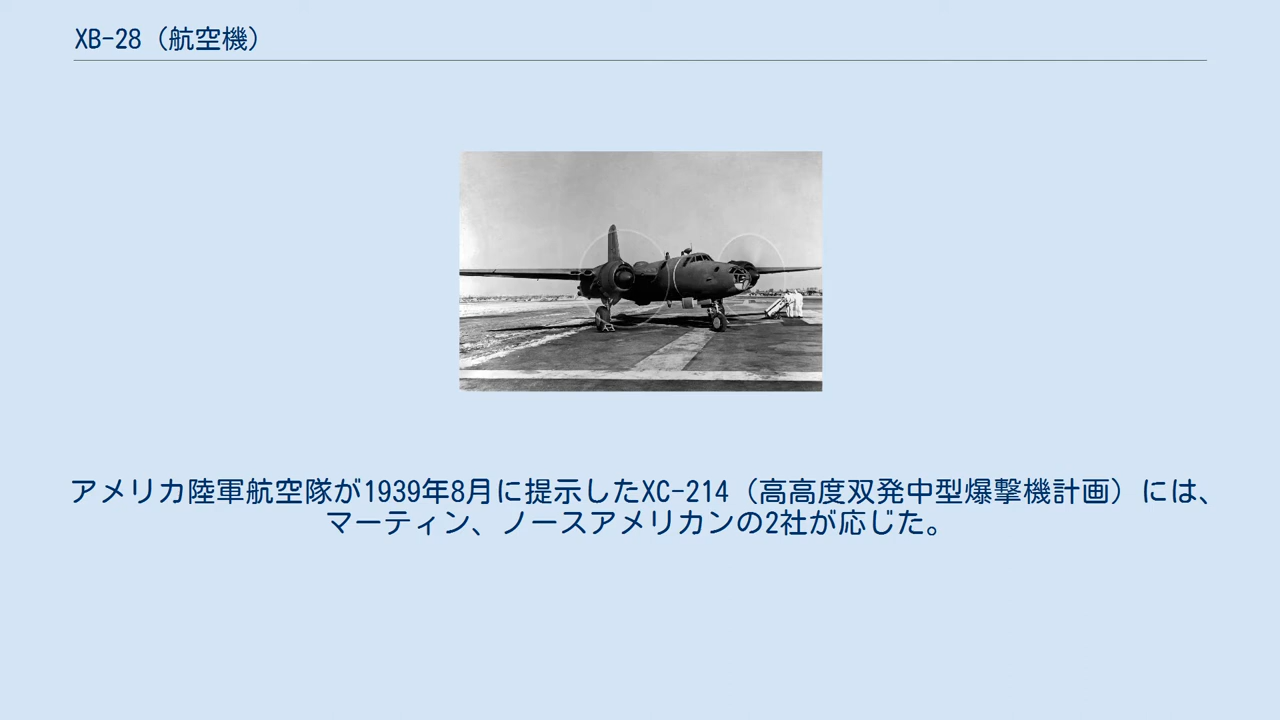 XB-28（航空機）
アメリカ陸軍航空隊が1939年8月に提示したXC-214（高高度双発中型爆撃機計画）には、
マーティン、ノースアメリカンの2社が応じた。